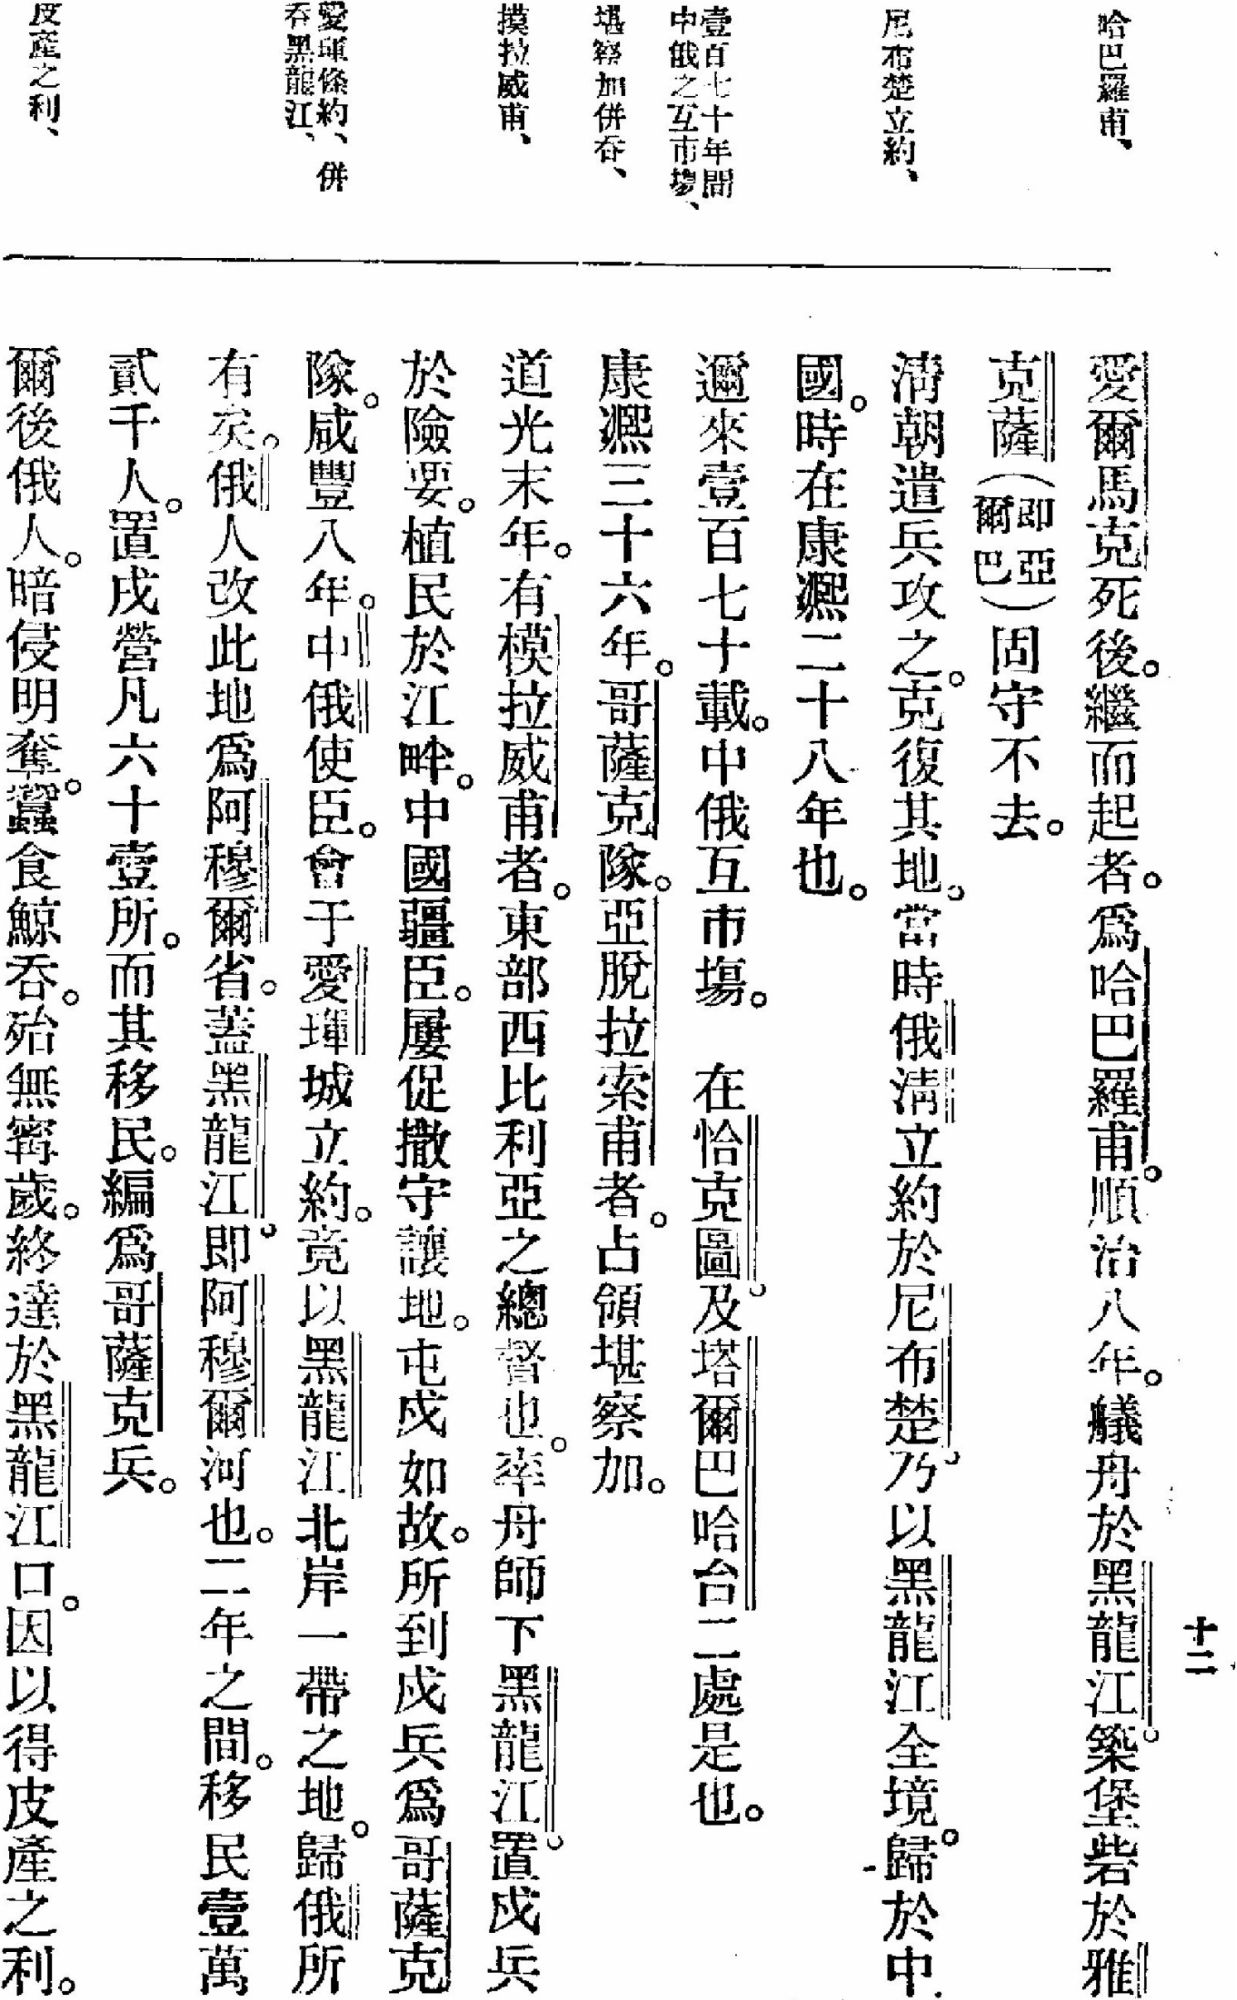 哈巴羅甫、
尼布楚立約、
壹百七十年間
中俄之互市塲、
堪察加併吞、
摸拉威甫、
愛琿條約、併
吞黑龍江、
皮產之利、
十二
愛爾馬克死後。繼而起者。爲哈巴羅甫。順治八年。艤舟於黑龍江。築堡砦於雅
克薩(即亞爾巴)固守不去。
淸朝遣兵攻之。克復其地。當時俄淸立約於尼布楚。乃以黑龍江全境。歸於中
國。時在康熙二十八年也。
邇來壹百七十載。中俄互市塲。　在恰克圖。及塔爾巴哈台二處是也。
康熙三十六年。哥薩克隊。亞脫拉索甫者。占領堪察加。
道光末年。有模拉威甫者。東部西比利亞之總督也。率舟師下黑龍江。置戍兵
於險要。植民於江畔。中國疆臣。屢促撤守讓地。屯戍如故。所到戍兵爲哥薩克
隊。咸豐八年。中俄使臣。會于愛琿城立約。竟以黑龍江北岸一帶之地。歸俄所
有矣。俄人改此地爲阿穆爾省。蓋黑龍江。即阿穆爾河也。二年之間。移民壹萬
貳千人。置戍營凡六十壹所。而其移民。編爲哥薩克兵。
爾後俄人。暗侵明奪。蠶食鯨吞。殆無寗歲。終達於黑龍江口。因以得皮產之利。